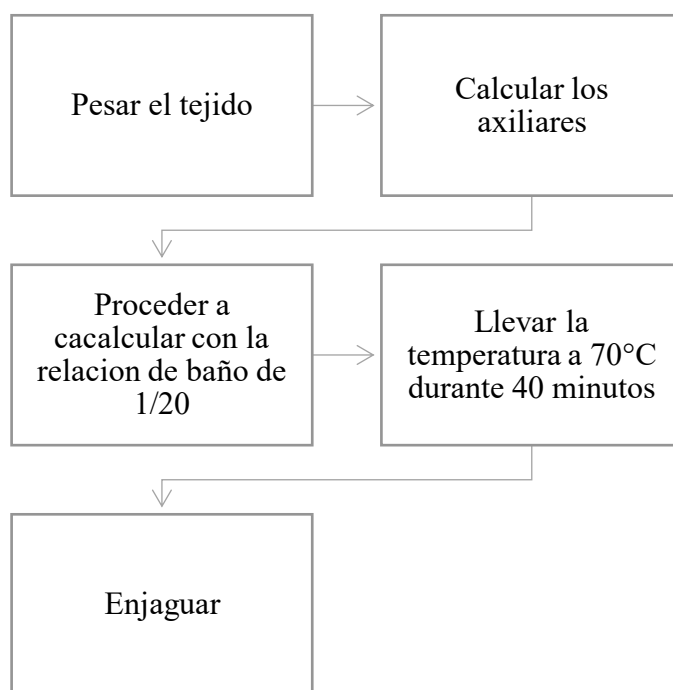 Pesar el tejido
Calcular los
axiliares
Proceder a
cacalcular con la
relacion de baño de
1/20
Llevar la
temperatura a 70°C
durante 40 minutos
Enjaguar